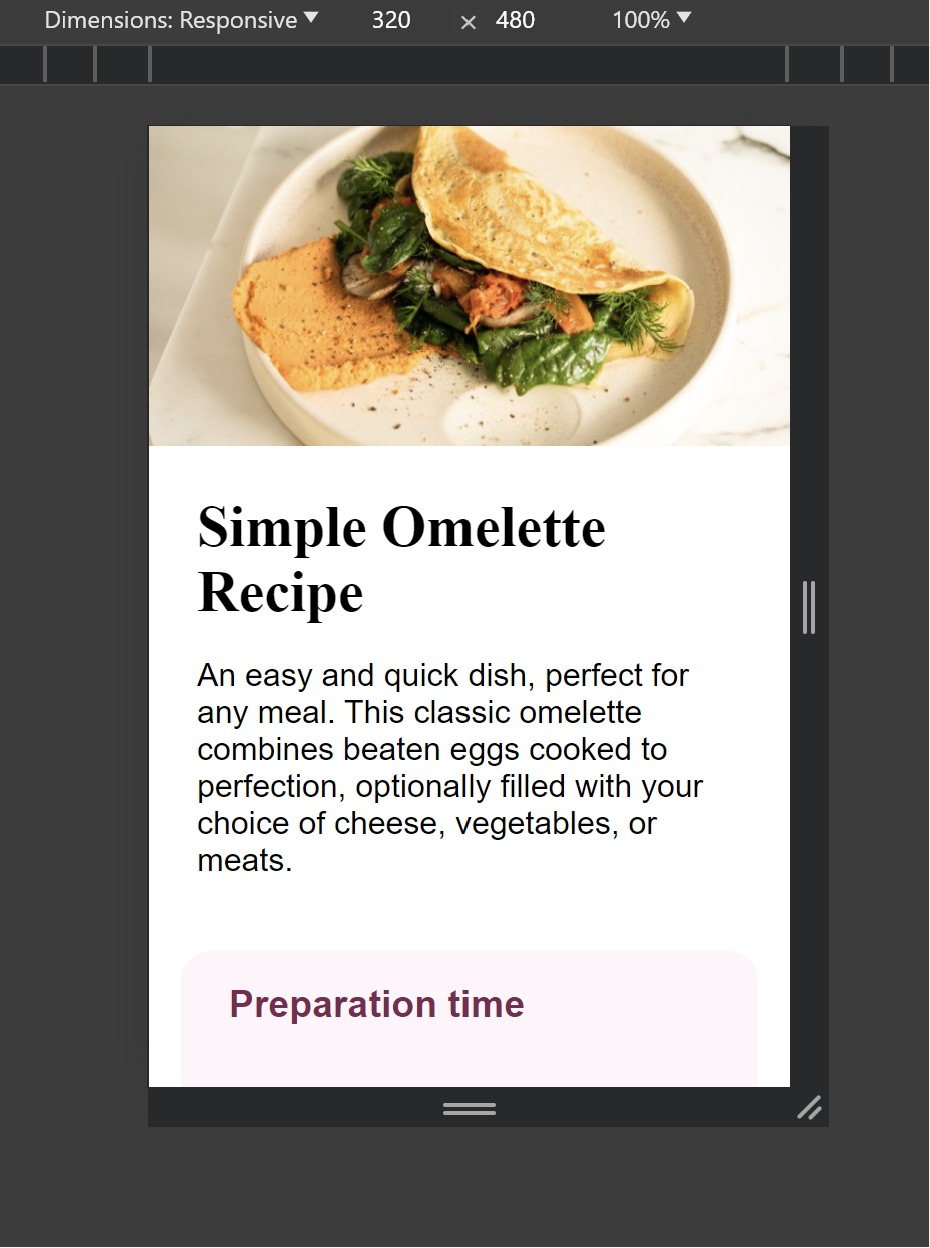 Dimensions: Responsive 320 × 480 100%
Simple Omelette
Recipe
An easy and quick dish, perfect for
any meal. This classic omelette
combines beaten eggs cooked to
perfection, optionally filled with your
choice of cheese, vegetables, or
meats.
Preparation time